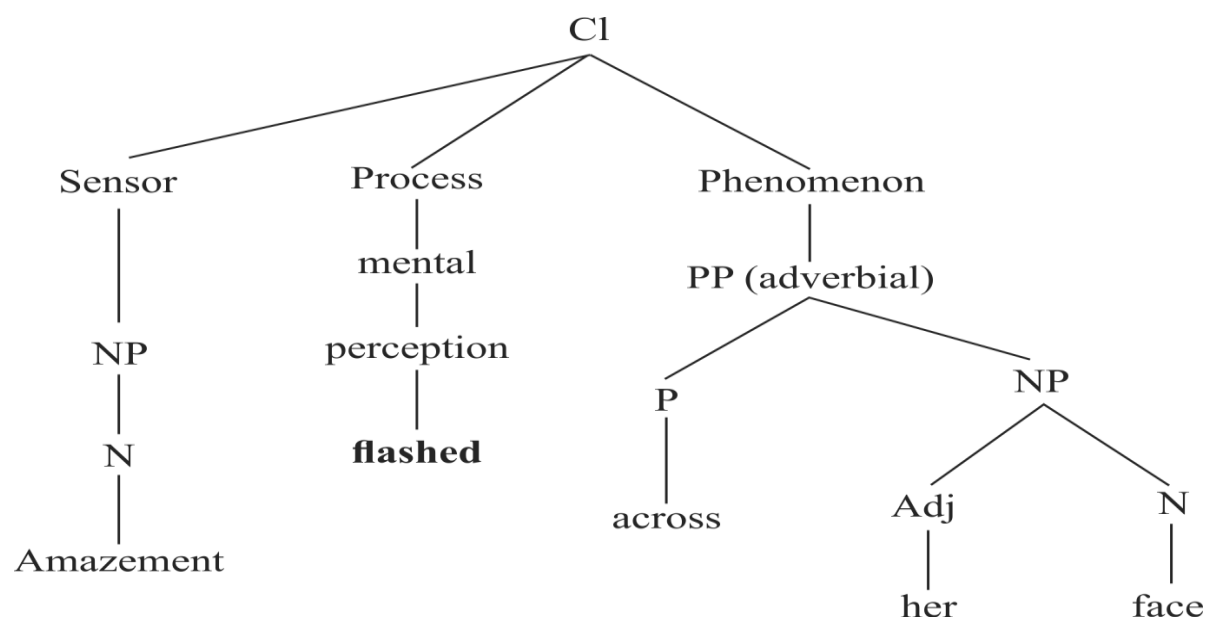 Cl
Sensor Process Phenomenon
mental
PP (adverbial)
NP perception
P NP
N flashed
across Adj N
Amazement
her face